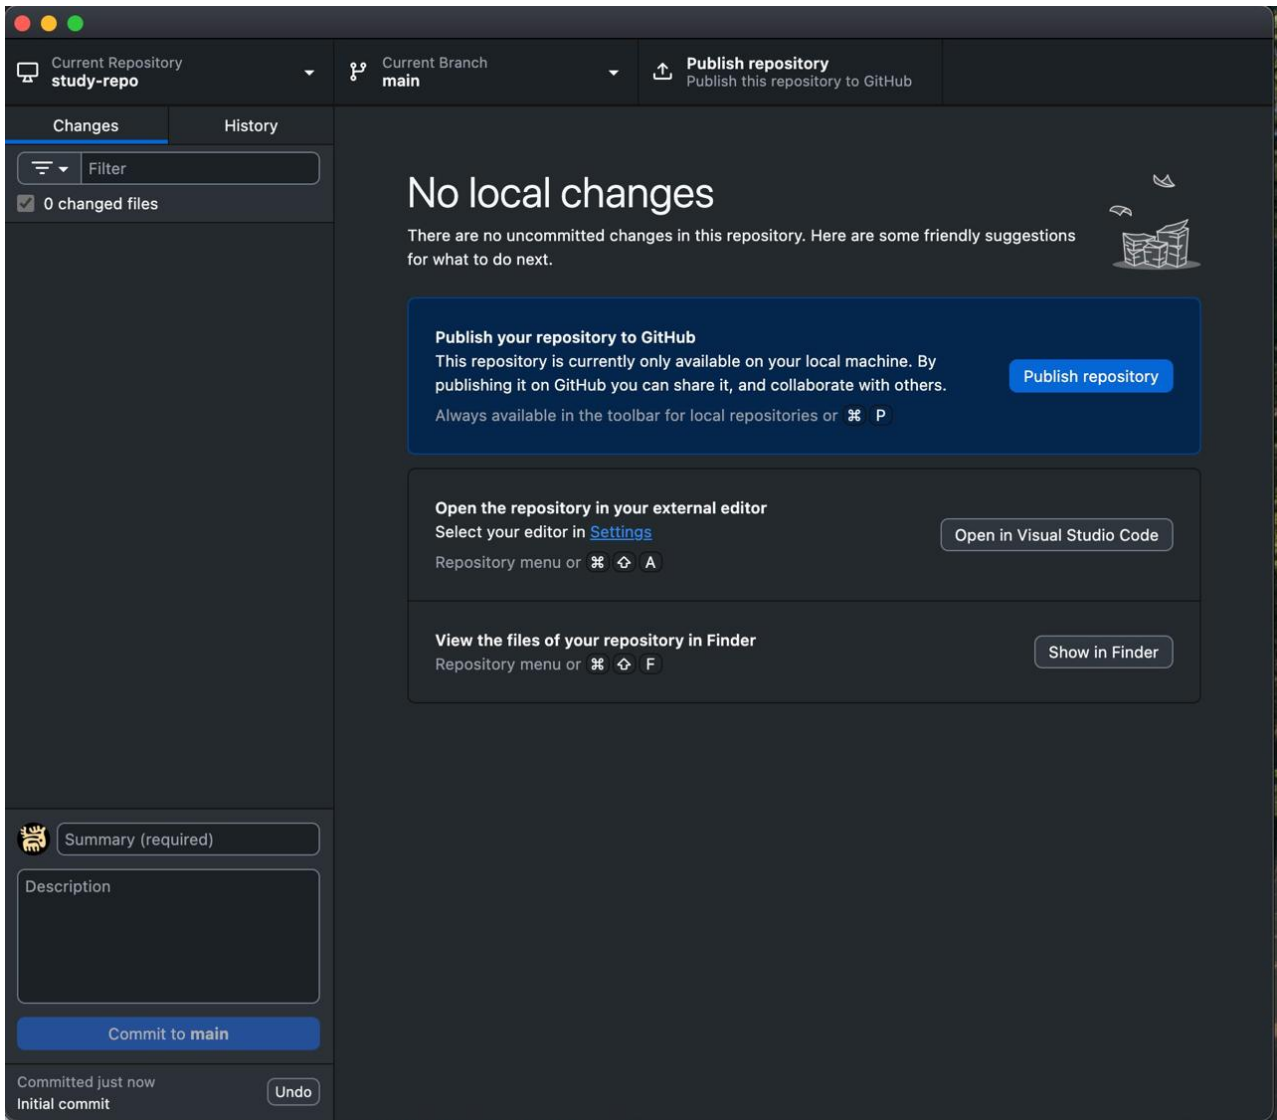 Current Repository
study-repo
Current Branch
main
Publish repository
Publish this repository to GitHub
Changes
History
Filter
0 changed files
No local changes
There are no uncommitted changes in this repository. Here are some friendly suggestions
for what to do next.
Publish your repository to GitHub
This repository is currently only available on your local machine. By
publishing it on GitHub you can share it, and collaborate with others.
Always available in the toolbar for local repositories or ⌘ P
Publish repository
Open the repository in your external editor
Select your editor in Settings
Repository menu or ⌘ ⇧ A
Open in Visual Studio Code
View the files of your repository in Finder
Repository menu or ⌘ ⇧ F
Show in Finder
Summary (required)
Description
Commit to main
Committed just now
Initial commit
Undo